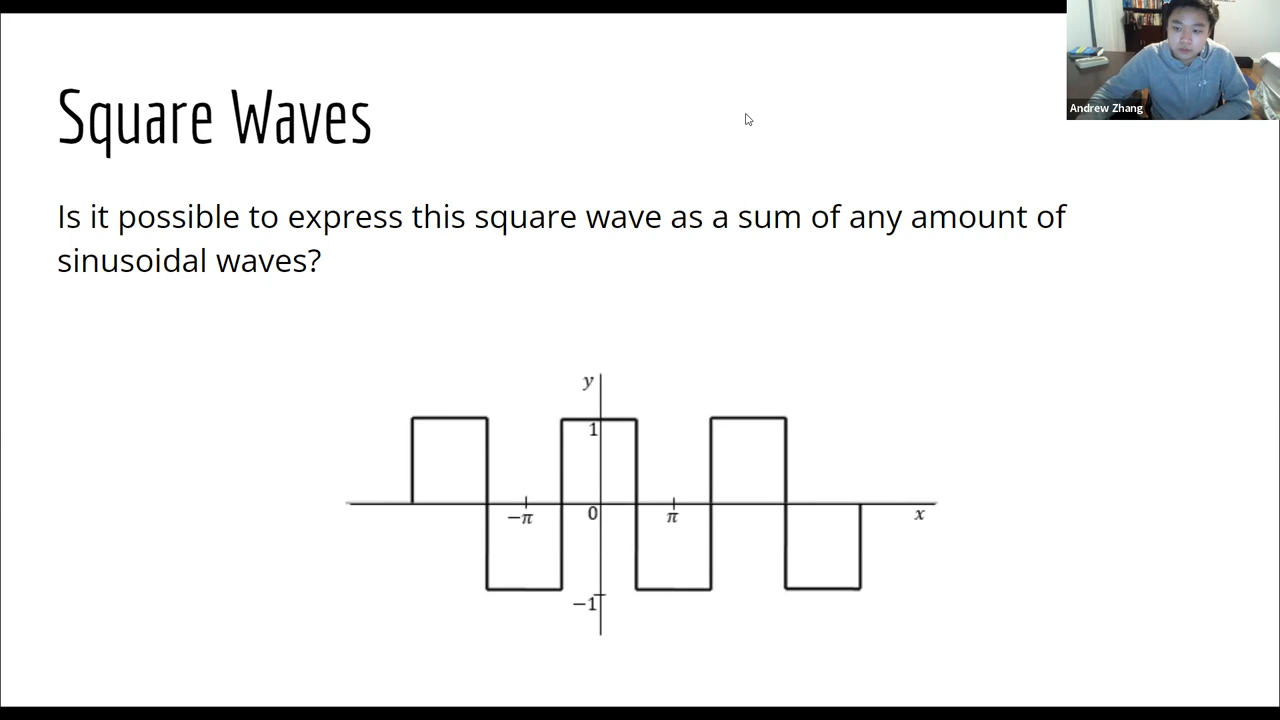 Square Waves
Andrew Zhang
Is it possible to express this square wave as a sum of any amount of
sinusoidal waves?
y
1
−π
0
π
x
−1